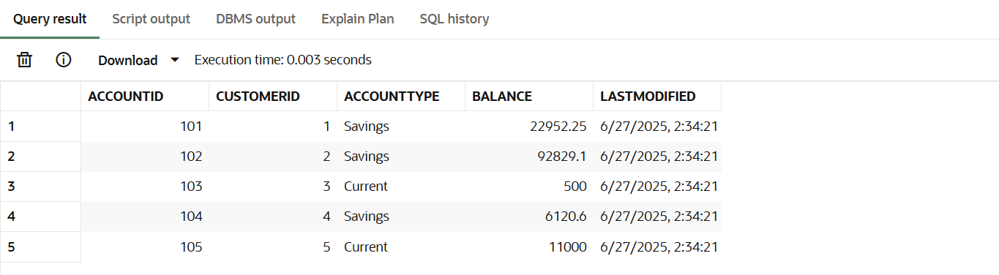 Query result Script output DBMS output Explain Plan SQL history
Download Execution time: 0.003 seconds
ACCOUNTID CUSTOMERID ACCOUNTTYPE BALANCE LASTMODIFIED
1 101 1 Savings 22952.25 6/27/2025, 2:34:21
2 102 2 Savings 92829.1 6/27/2025, 2:34:21
3 103 3 Current 500 6/27/2025, 2:34:21
4 104 4 Savings 6120.6 6/27/2025, 2:34:21
5 105 5 Current 11000 6/27/2025, 2:34:21